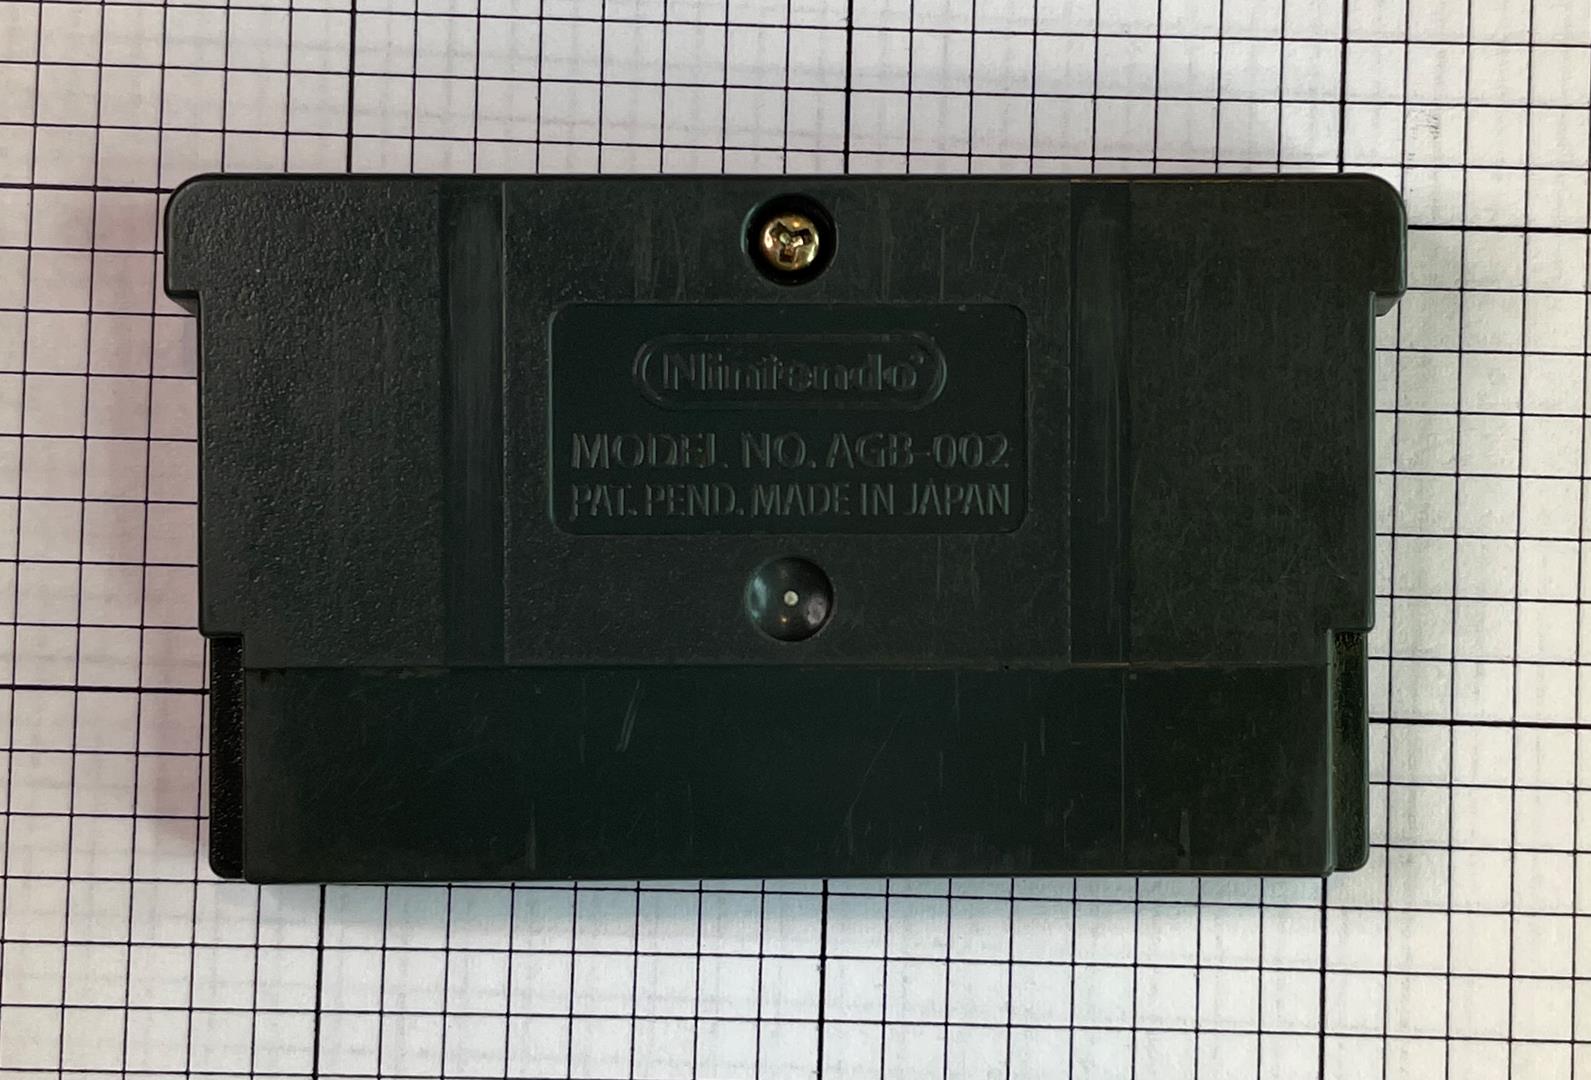 Nintendo®
MODEL NO. AGB-002
PAT. PEND. MADE IN JAPAN